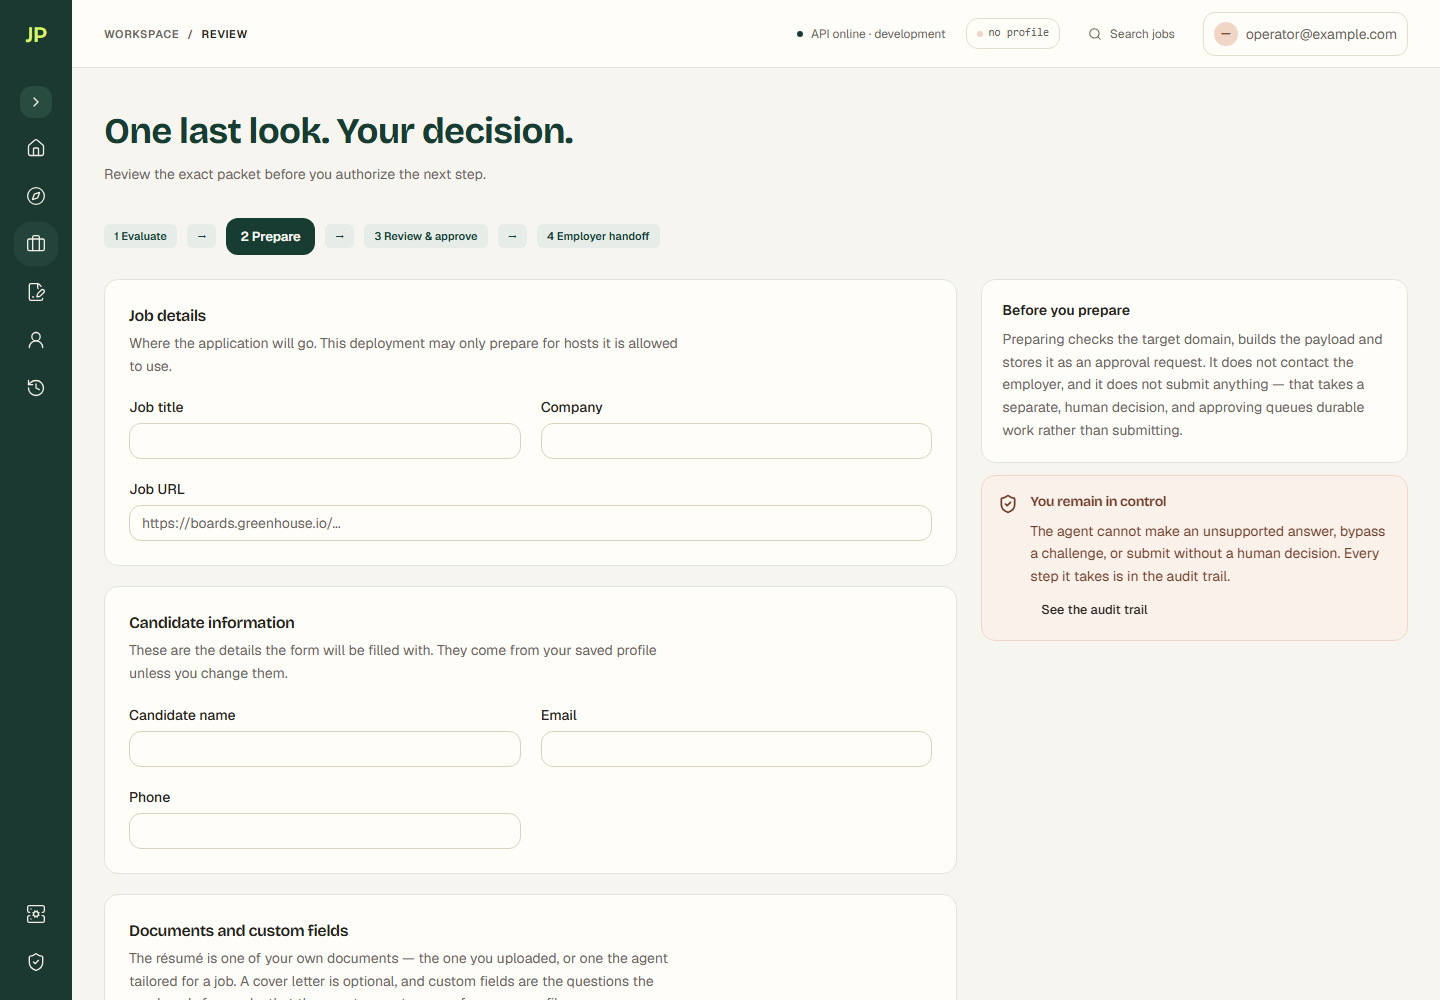 JP
WORKSPACE / REVIEW
API online · development
no profile
Search jobs
operator@example.com
One last look. Your decision.
Review the exact packet before you authorize the next step.
1 Evaluate → 2 Prepare → 3 Review & approve → 4 Employer handoff
Job details
Where the application will go. This deployment may only prepare for hosts it is allowed
to use.
Job title
Company
Job URL
https://boards.greenhouse.io/...
Candidate information
These are the details the form will be filled with. They come from your saved profile
unless you change them.
Candidate name
Email
Phone
Documents and custom fields
The résumé is one of your own documents — the one you uploaded, or one the agent
tailored for a job. A cover letter is optional, and custom fields are the questions the
Before you prepare
Preparing checks the target domain, builds the payload and
stores it as an approval request. It does not contact the
employer, and it does not submit anything — that takes a
separate, human decision, and approving queues durable
work rather than submitting.
You remain in control
The agent cannot make an unsupported answer, bypass
a challenge, or submit without a human decision. Every
step it takes is in the audit trail.
See the audit trail